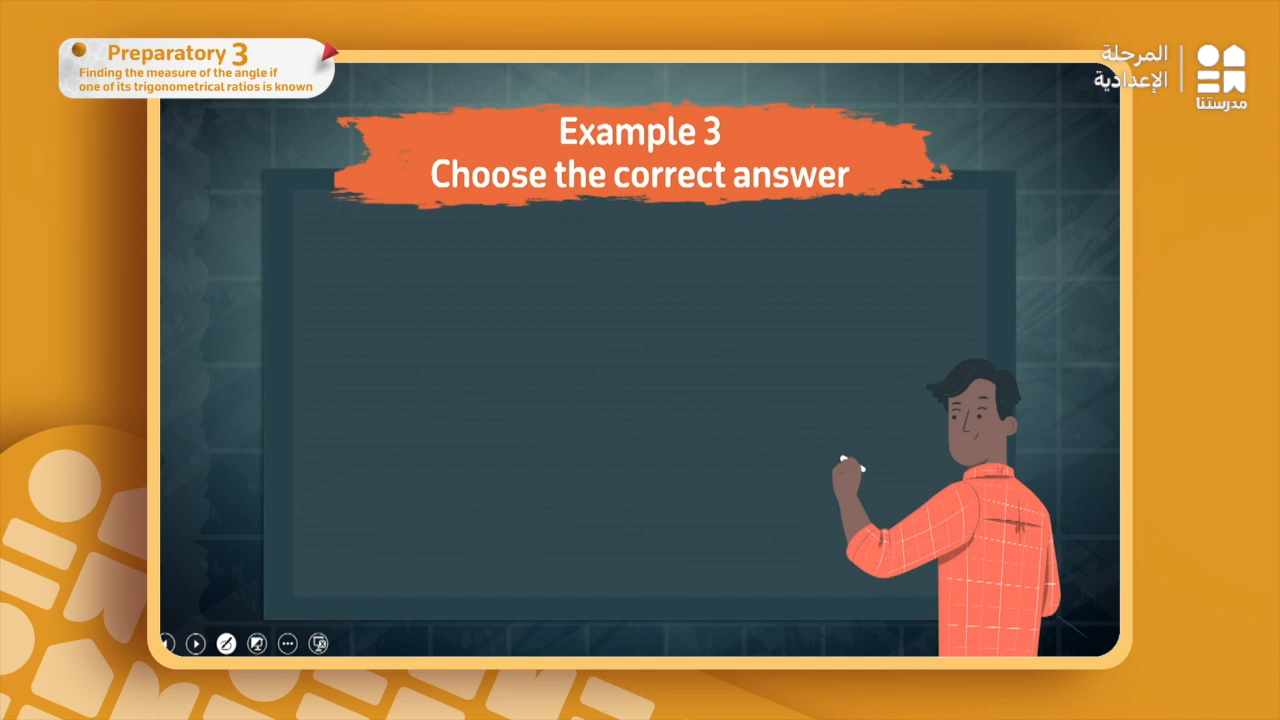 Preparatory 3
Finding the measure of the angle if
one of its trigonometrical ratios is known
المرحلة
الإعدادية
مدرستنا
Example 3
Choose the correct answer